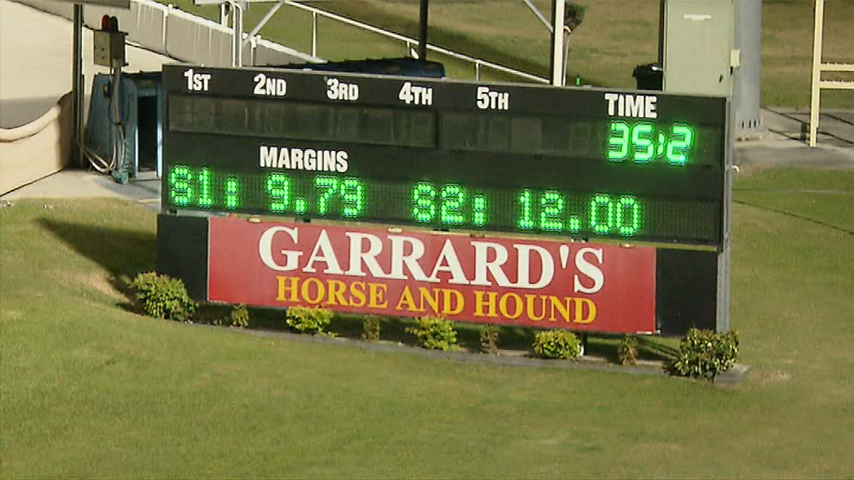 1ST 2ND 3RD 4TH 5TH TIME
35:2
MARGINS
S1: 9.79 S2: 12.00
GARRARD'S
HORSE AND HOUND